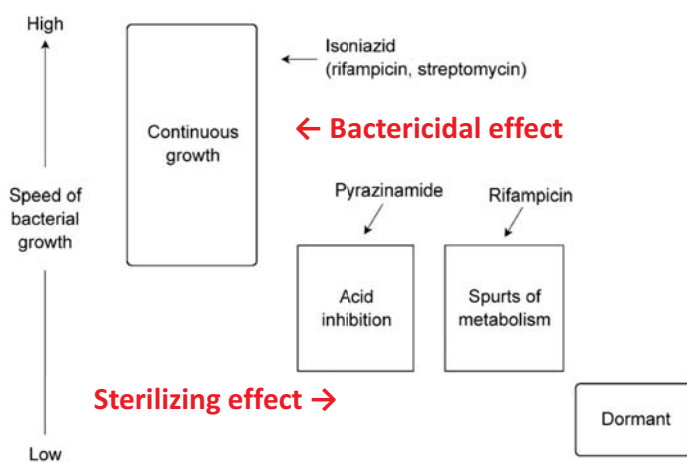 High
Isoniazid
(rifampicin, streptomycin)
← Bactericidal effect
Continuous
growth
Speed of
bacterial
growth
Pyrazinamide
Rifampicin
Acid
inhibition
Spurts of
metabolism
Sterilizing effect →
Dormant
Low